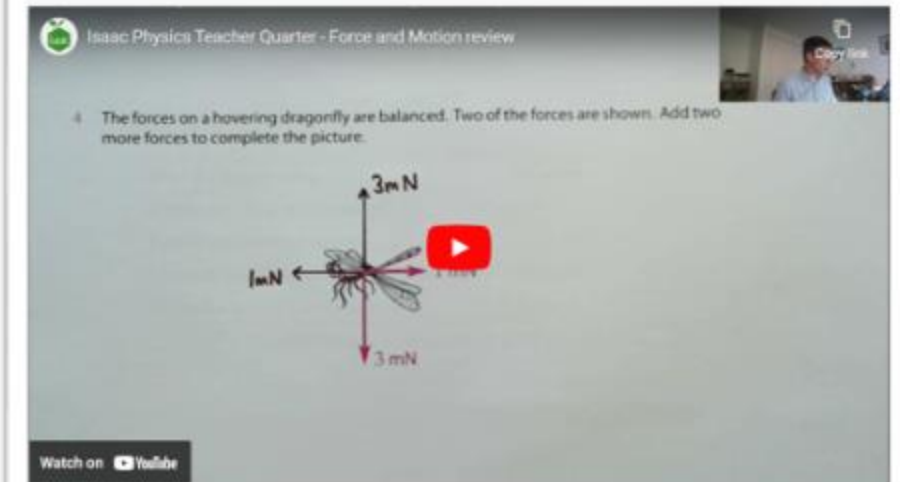 Isaac Physics Teacher Quarter - Force and Motion review
Copy link
4 The forces on a hovering dragonfly are balanced. Two of the forces are shown. Add two
more forces to complete the picture.
3mN
1mN
3 mN
Watch on YouTube